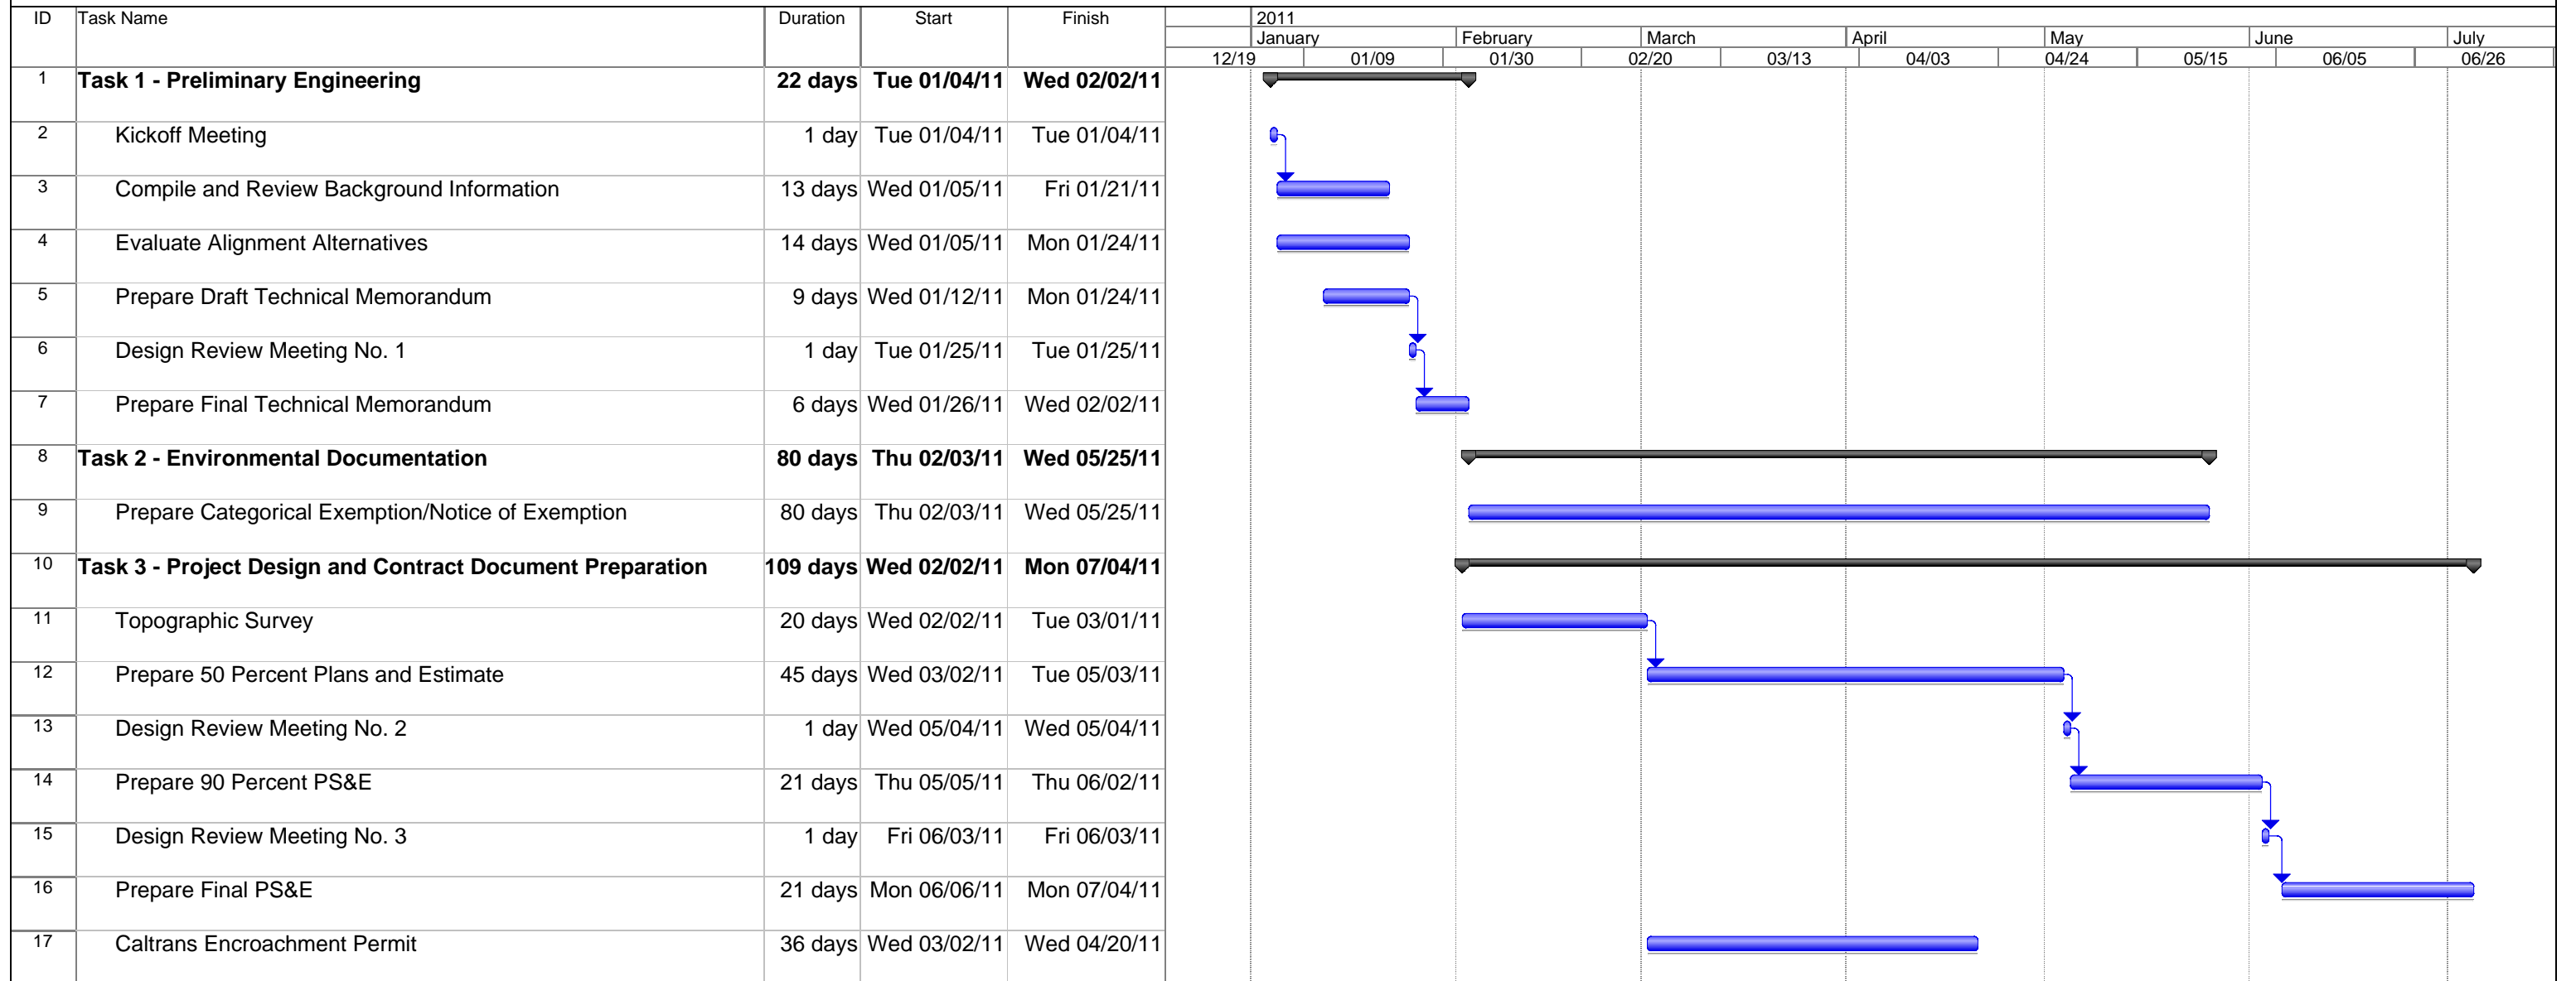 ID Task Name Duration Start Finish 2011
January February March April May June July
12/19 01/09 01/30 02/20 03/13 04/03 04/24 05/15 06/05 06/26
1 Task 1 - Preliminary Engineering 22 days Tue 01/04/11 Wed 02/02/11
2 Kickoff Meeting 1 day Tue 01/04/11 Tue 01/04/11
3 Compile and Review Background Information 13 days Wed 01/05/11 Fri 01/21/11
4 Evaluate Alignment Alternatives 14 days Wed 01/05/11 Mon 01/24/11
5 Prepare Draft Technical Memorandum 9 days Wed 01/12/11 Mon 01/24/11
6 Design Review Meeting No. 1 1 day Tue 01/25/11 Tue 01/25/11
7 Prepare Final Technical Memorandum 6 days Wed 01/26/11 Wed 02/02/11
8 Task 2 - Environmental Documentation 80 days Thu 02/03/11 Wed 05/25/11
9 Prepare Categorical Exemption/Notice of Exemption 80 days Thu 02/03/11 Wed 05/25/11
10 Task 3 - Project Design and Contract Document Preparation 109 days Wed 02/02/11 Mon 07/04/11
11 Topographic Survey 20 days Wed 02/02/11 Tue 03/01/11
12 Prepare 50 Percent Plans and Estimate 45 days Wed 03/02/11 Tue 05/03/11
13 Design Review Meeting No. 2 1 day Wed 05/04/11 Wed 05/04/11
14 Prepare 90 Percent PS&E 21 days Thu 05/05/11 Thu 06/02/11
15 Design Review Meeting No. 3 1 day Fri 06/03/11 Fri 06/03/11
16 Prepare Final PS&E 21 days Mon 06/06/11 Mon 07/04/11
17 Caltrans Encroachment Permit 36 days Wed 03/02/11 Wed 04/20/11